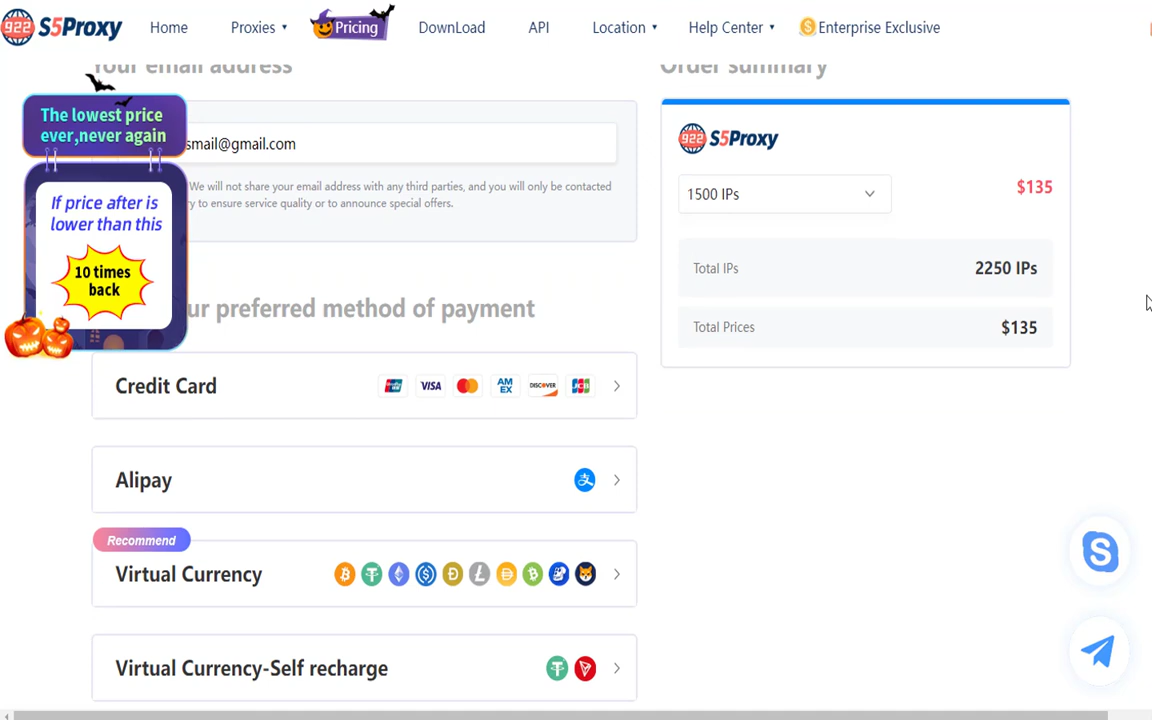 922 S5Proxy
Home
Proxies
Pricing
DownLoad
API
Location
Help Center
$ Enterprise Exclusive
Your email address
Order summary
The lowest price
ever,never again
If price after is
lower than this
10 times
back
smail@gmail.com
We will not share your email address with any third parties, and you will only be contacted
y to ensure service quality or to announce special offers.
922 S5Proxy
1500 IPs
$135
Total IPs
2250 IPs
Total Prices
$135
ur preferred method of payment
Credit Card
VISA
AM
EX
DISCOVER
JCB
Alipay
支
Recommend
Virtual Currency
Virtual Currency-Self recharge